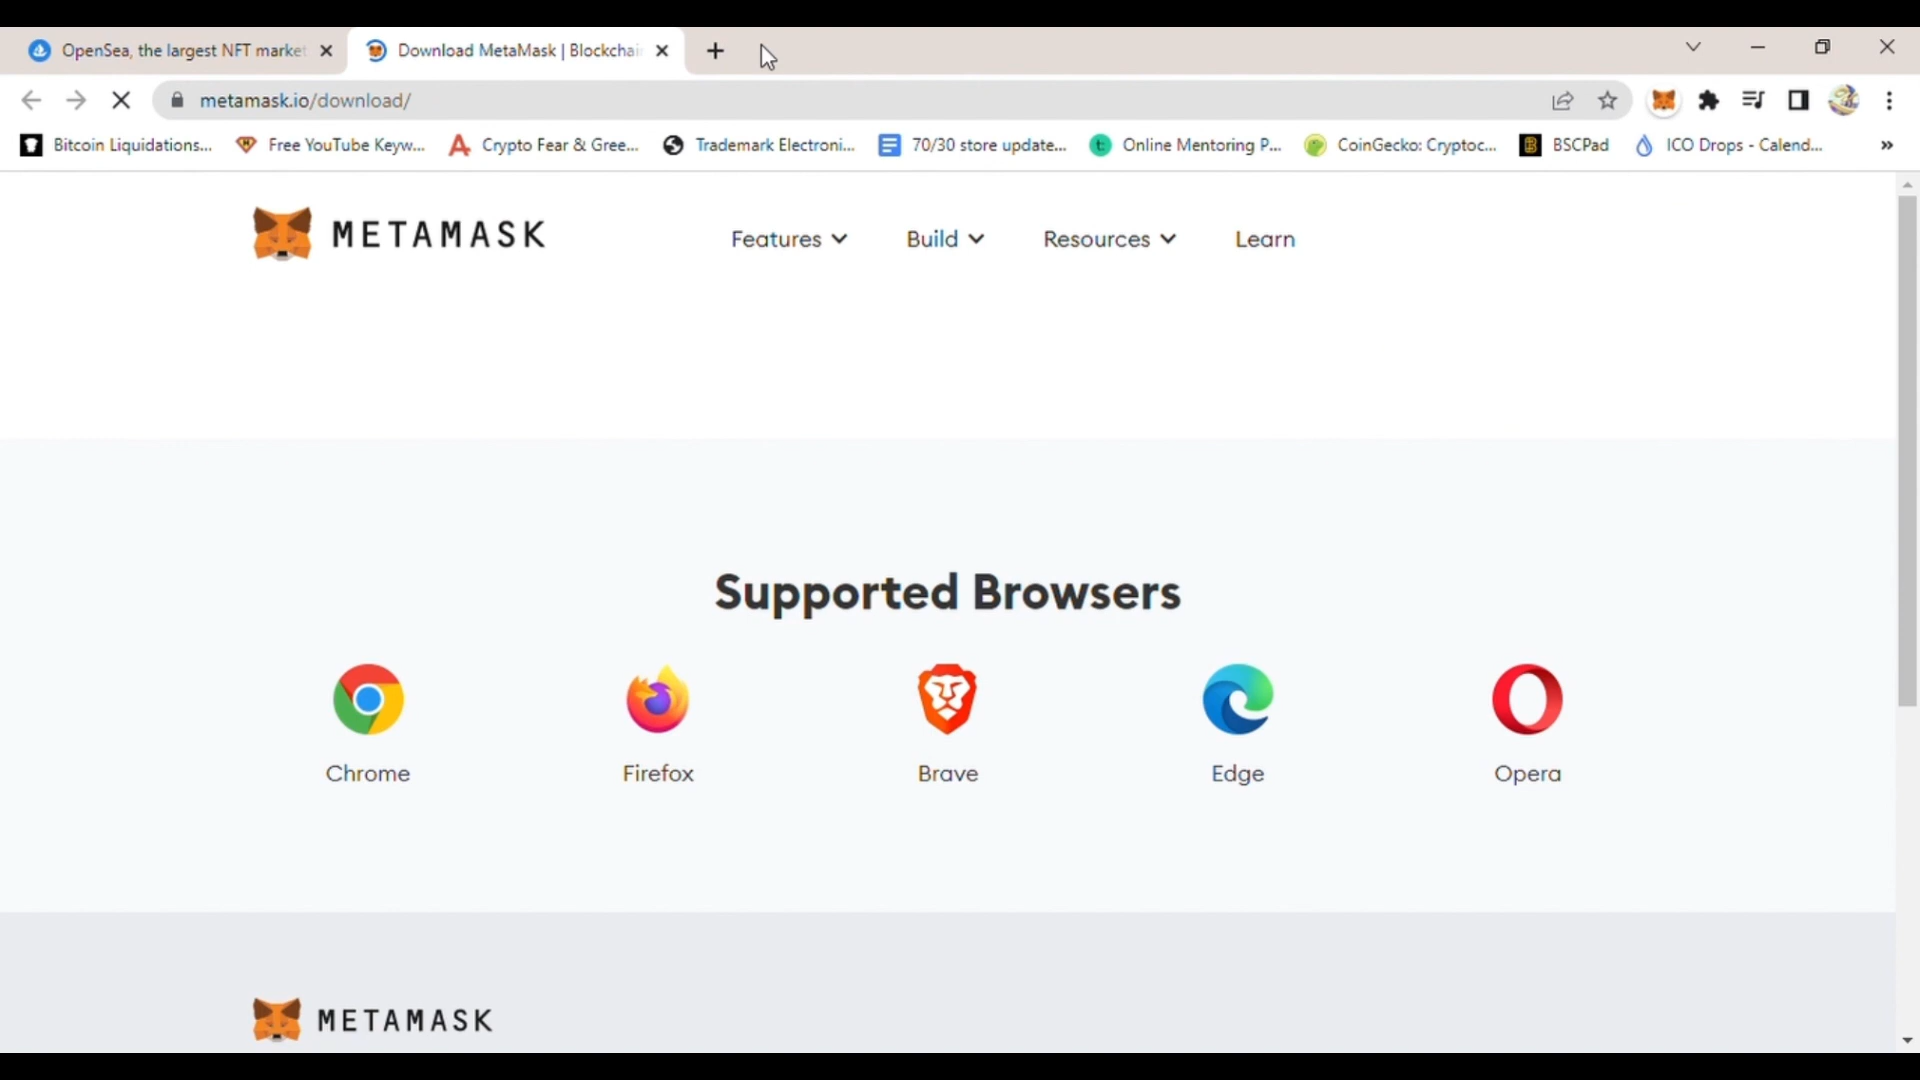 OpenSea, the largest NFT market
Download MetaMask | Blockchai
metamask.io/download/
Bitcoin Liquidations...
Free YouTube Keyw...
Crypto Fear & Gree...
Trademark Electroni...
70/30 store update...
Online Mentoring P...
CoinGecko: Cryptoc...
BSCPad
ICO Drops - Calend...
»
METAMASK
Features
Build
Resources
Learn
Supported Browsers
Chrome
Firefox
Brave
Edge
Opera
METAMASK